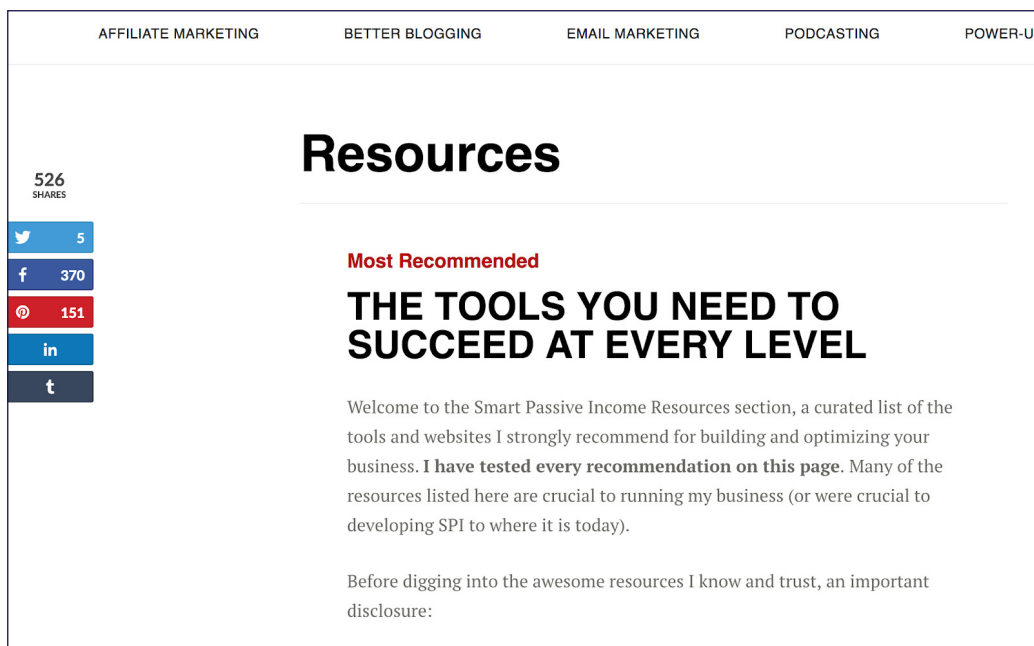 AFFILIATE MARKETING BETTER BLOGGING EMAIL MARKETING PODCASTING POWER-U
Resources
526
SHARES
5
370
151
in
t
Most Recommended
THE TOOLS YOU NEED TO
SUCCEED AT EVERY LEVEL
Welcome to the Smart Passive Income Resources section, a curated list of the
tools and websites I strongly recommend for building and optimizing your
business. I have tested every recommendation on this page. Many of the
resources listed here are crucial to running my business (or were crucial to
developing SPI to where it is today).
Before digging into the awesome resources I know and trust, an important
disclosure: